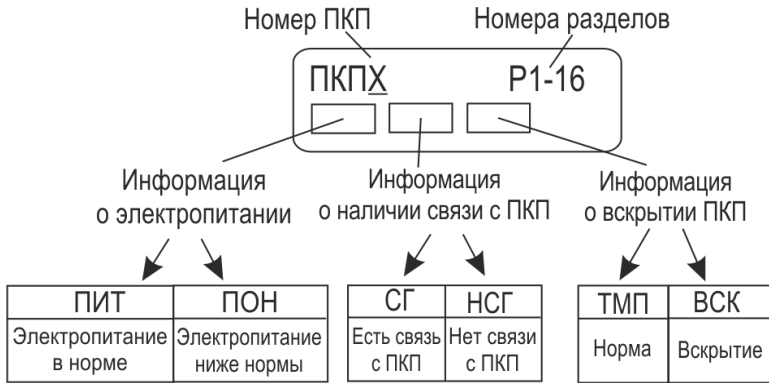 Номер ПКП Номера разделов
ПКПХ Р1-16
Информация о электропитании
Информация о наличии связи с ПКП
Информация о вскрытии ПКП
ПИТ ПОН
Электропитание в норме
Электропитание ниже нормы
СГ НСГ
Есть связь с ПКП
Нет связи с ПКП
ТМП ВСК
Норма Вскрытие